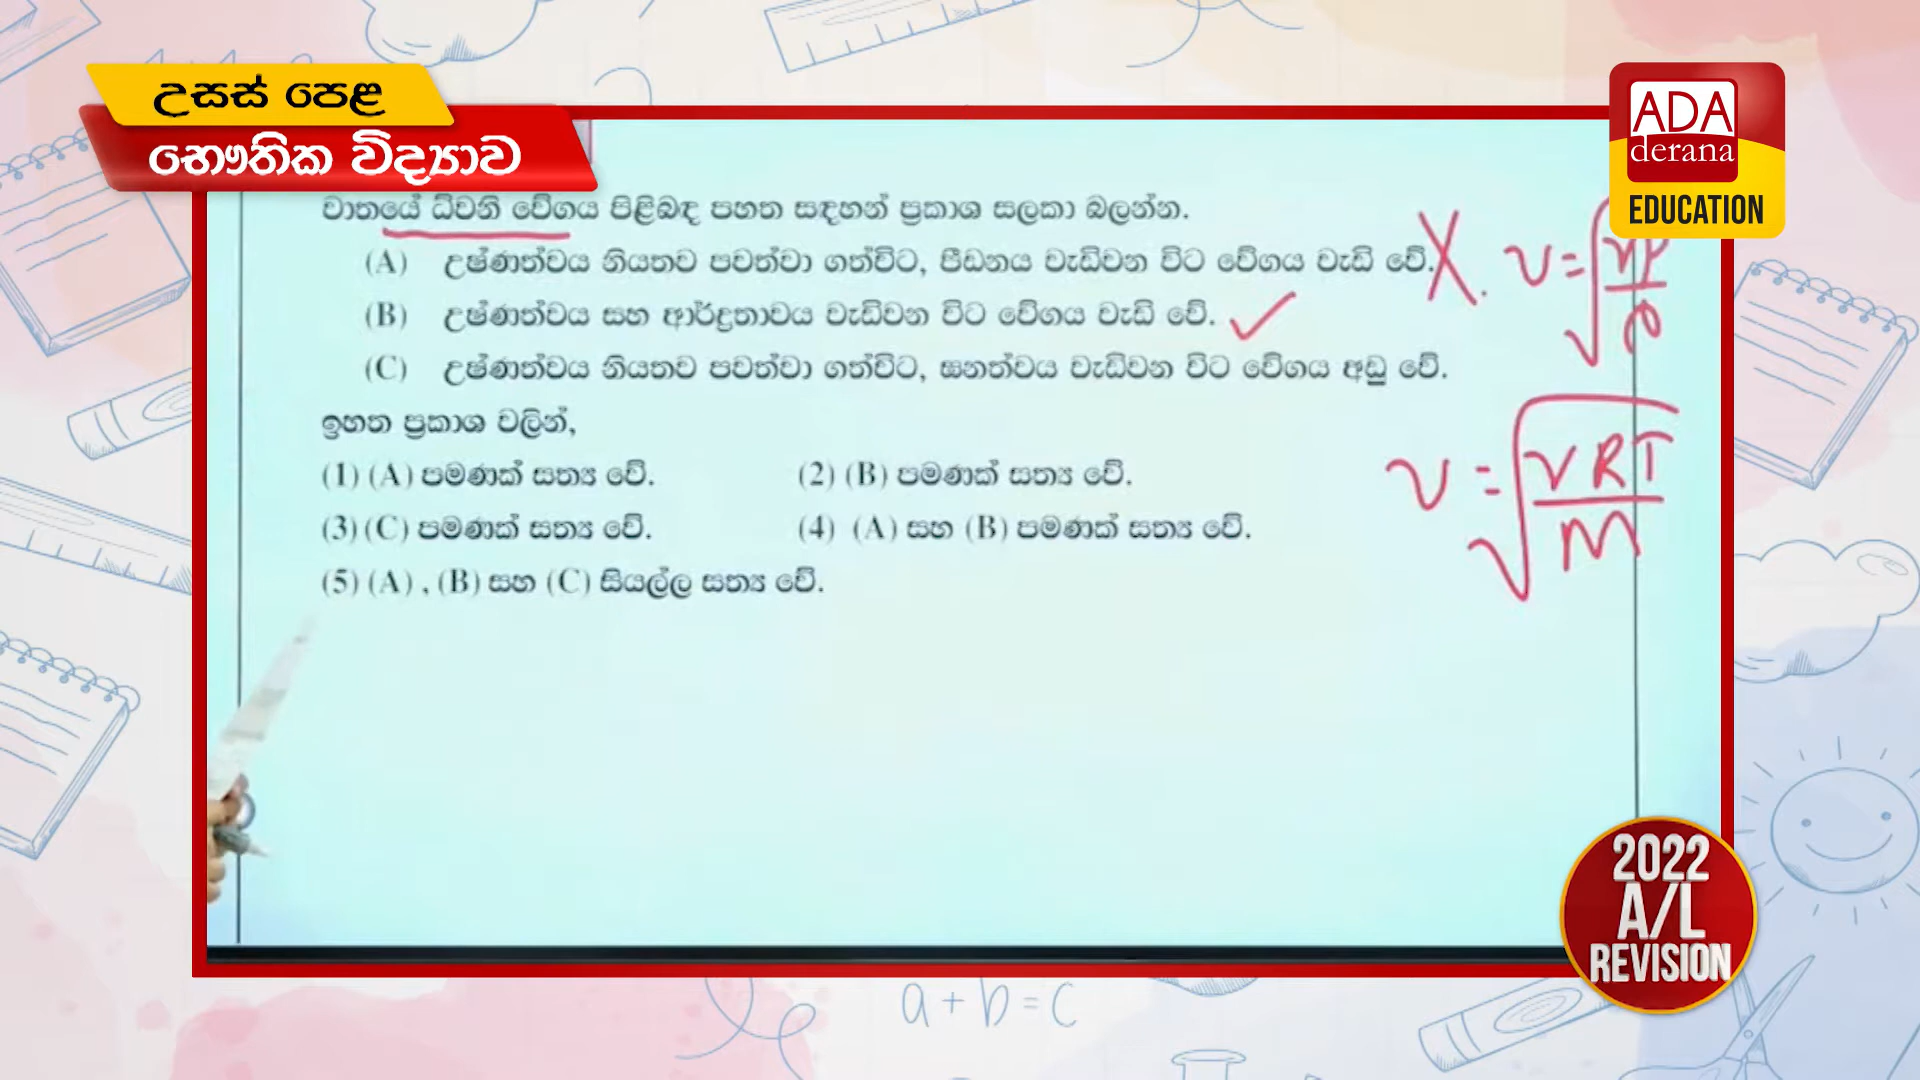 උසස් පෙළ
භෞතික විද්‍යාව
ADA
derana
EDUCATION
වාතයේ ධ්වනි වේගය පිළිබඳ පහත සඳහන් ප්‍රකාශ සලකා බලන්න.
(A) උෂ්ණත්වය නියතව පවත්වා ගත්විට, පීඩනය වැඩිවන විට වේගය වැඩි වේ. X. v = √γP/ρ
(B) උෂ්ණත්වය සහ ආර්ද්‍රතාවය වැඩිවන විට වේගය වැඩි වේ. ✓
(C) උෂ්ණත්වය නියතව පවත්වා ගත්විට, ඝනත්වය වැඩිවන විට වේගය අඩු වේ.
ඉහත ප්‍රකාශ වලින්,
(1) (A) පමණක් සත්‍ය වේ. (2) (B) පමණක් සත්‍ය වේ.
v = √γRT/M
(3) (C) පමණක් සත්‍ය වේ. (4) (A) සහ (B) පමණක් සත්‍ය වේ.
(5) (A) , (B) සහ (C) සියල්ල සත්‍ය වේ.
2022
A/L
REVISION
a + b = c